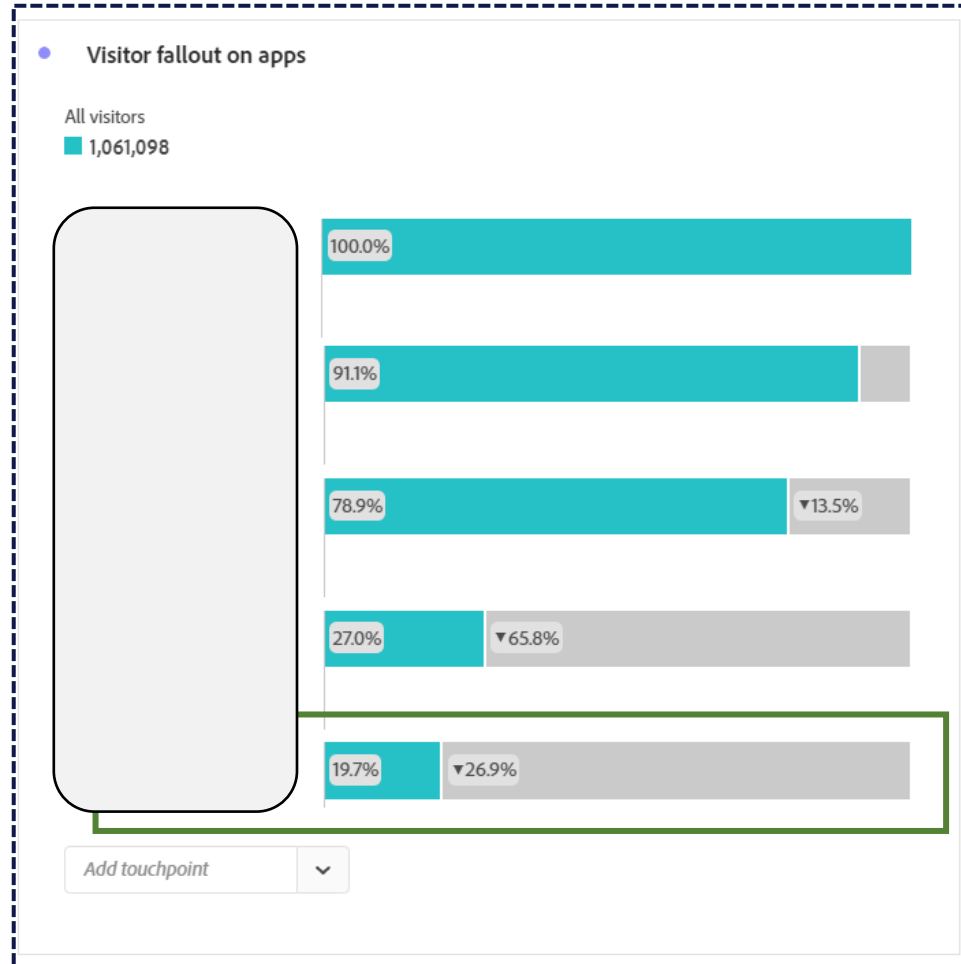 Visitor fallout on apps
All visitors
1,061,098
100.0%
91.1%
78.9% ▼13.5%
27.0% ▼65.8%
19.7% ▼26.9%
Add touchpoint